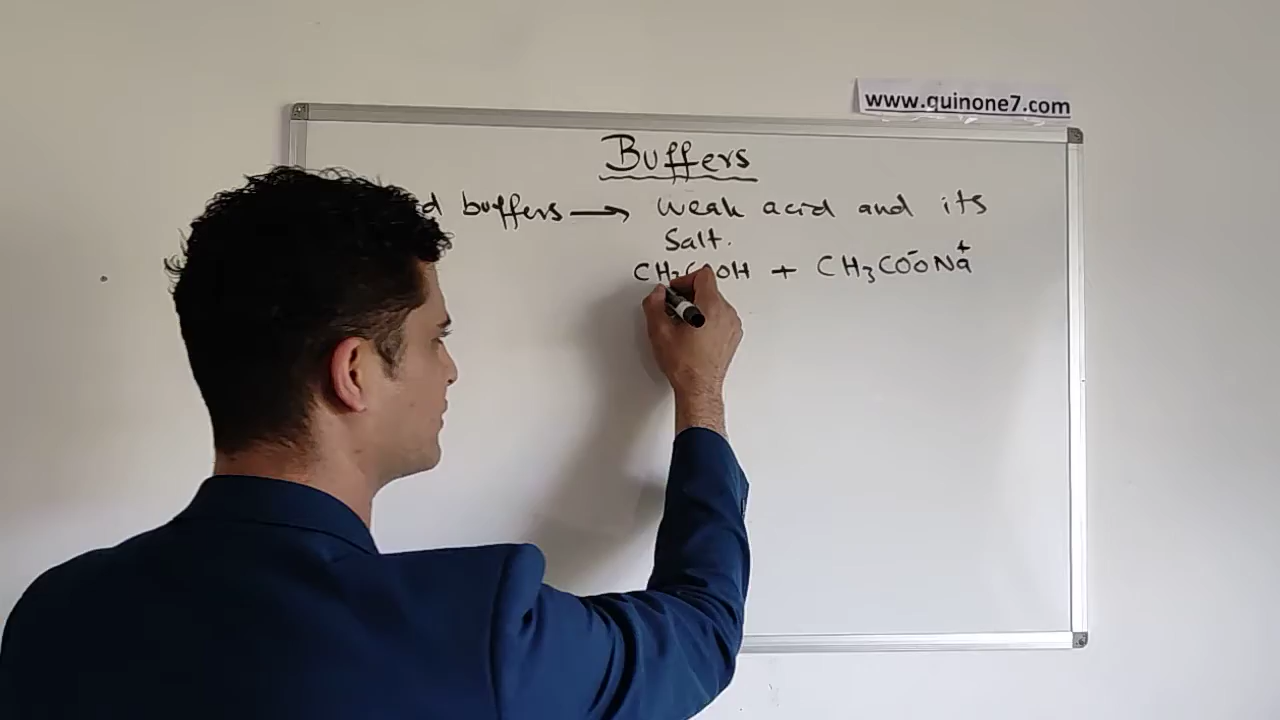 www.quinone7.com
Buffers
buffers → weak acid and its
Salt.
CH3COOH + CH3COO⁻Na⁺